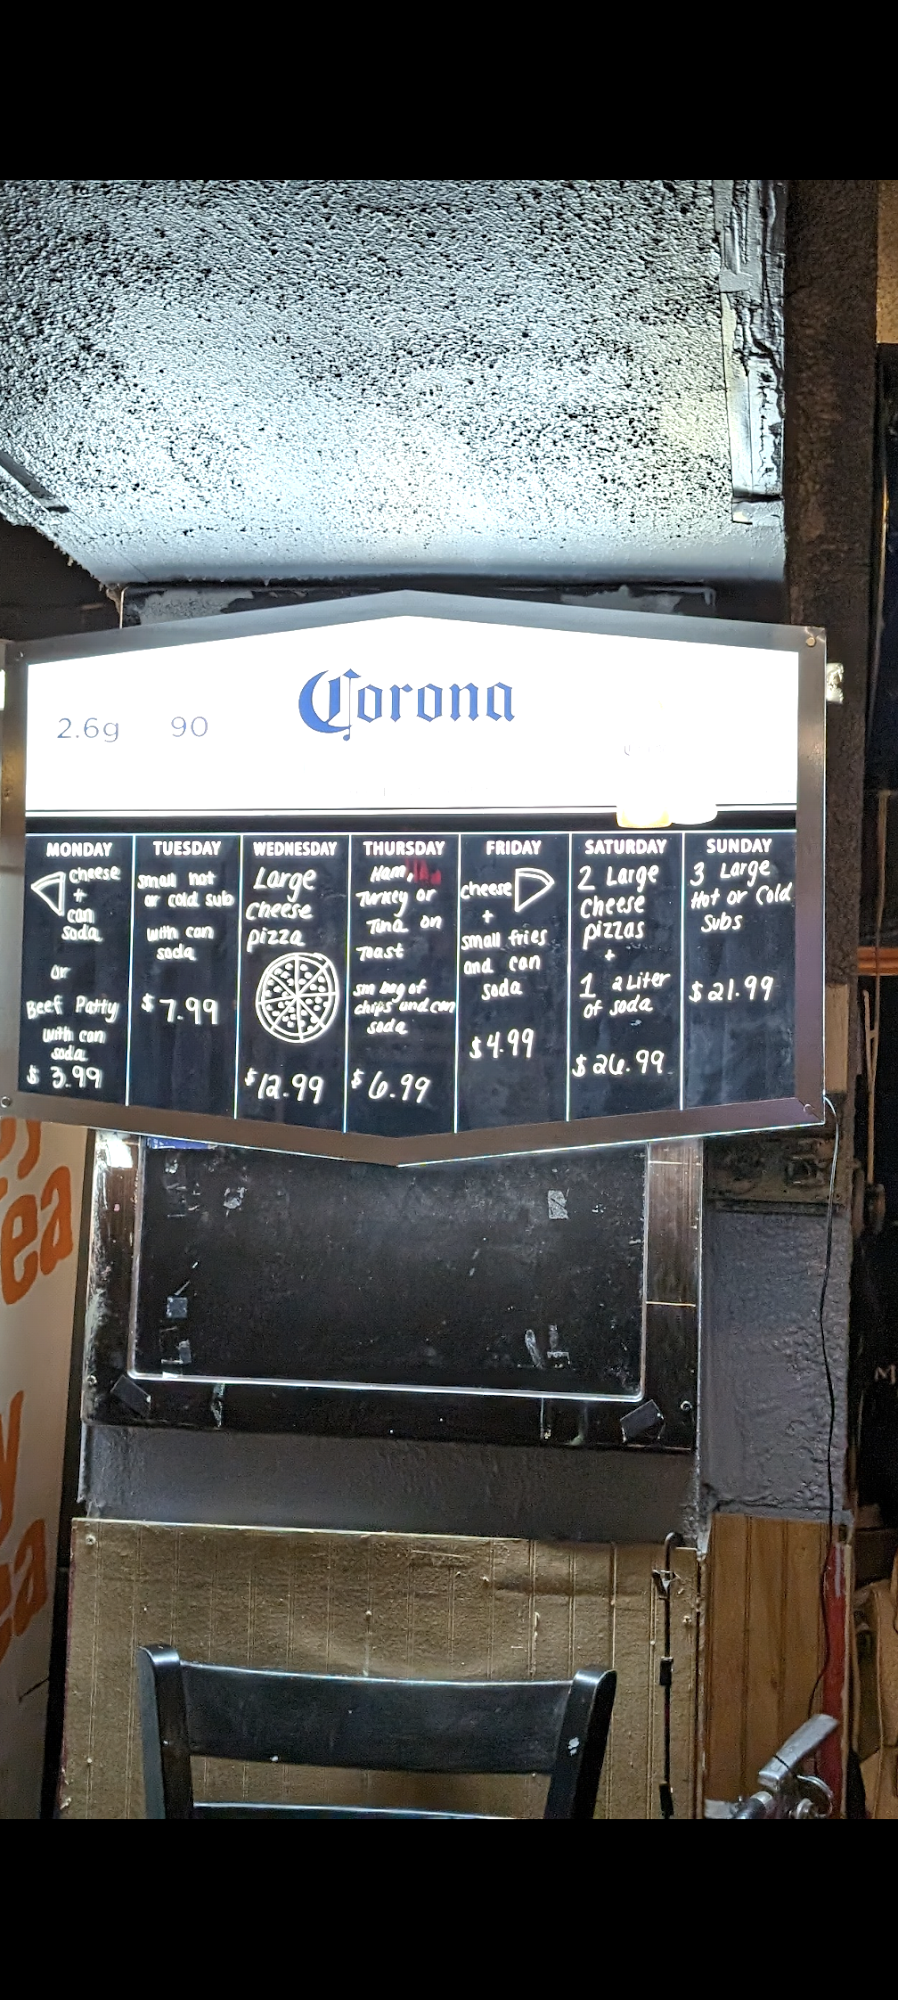 Corona
2.6g 90
MONDAY
cheese
+
can
soda
or
Beef Patty
with can
soda
$ 3.99
TUESDAY
small hot
or cold sub
with can
soda
$7.99
WEDNESDAY
Large
cheese
pizza
$12.99
THURSDAY
Ham,
Turkey or
Tuna on
Toast
sm bag of
chips and can
soda
$6.99
FRIDAY
cheese
+
small fries
and can
soda
$4.99
SATURDAY
2 Large
cheese
pizzas
+
1 2 Liter
of soda
$26.99
SUNDAY
3 Large
Hot or Cold
Subs
$21.99
ea
y
ea
M